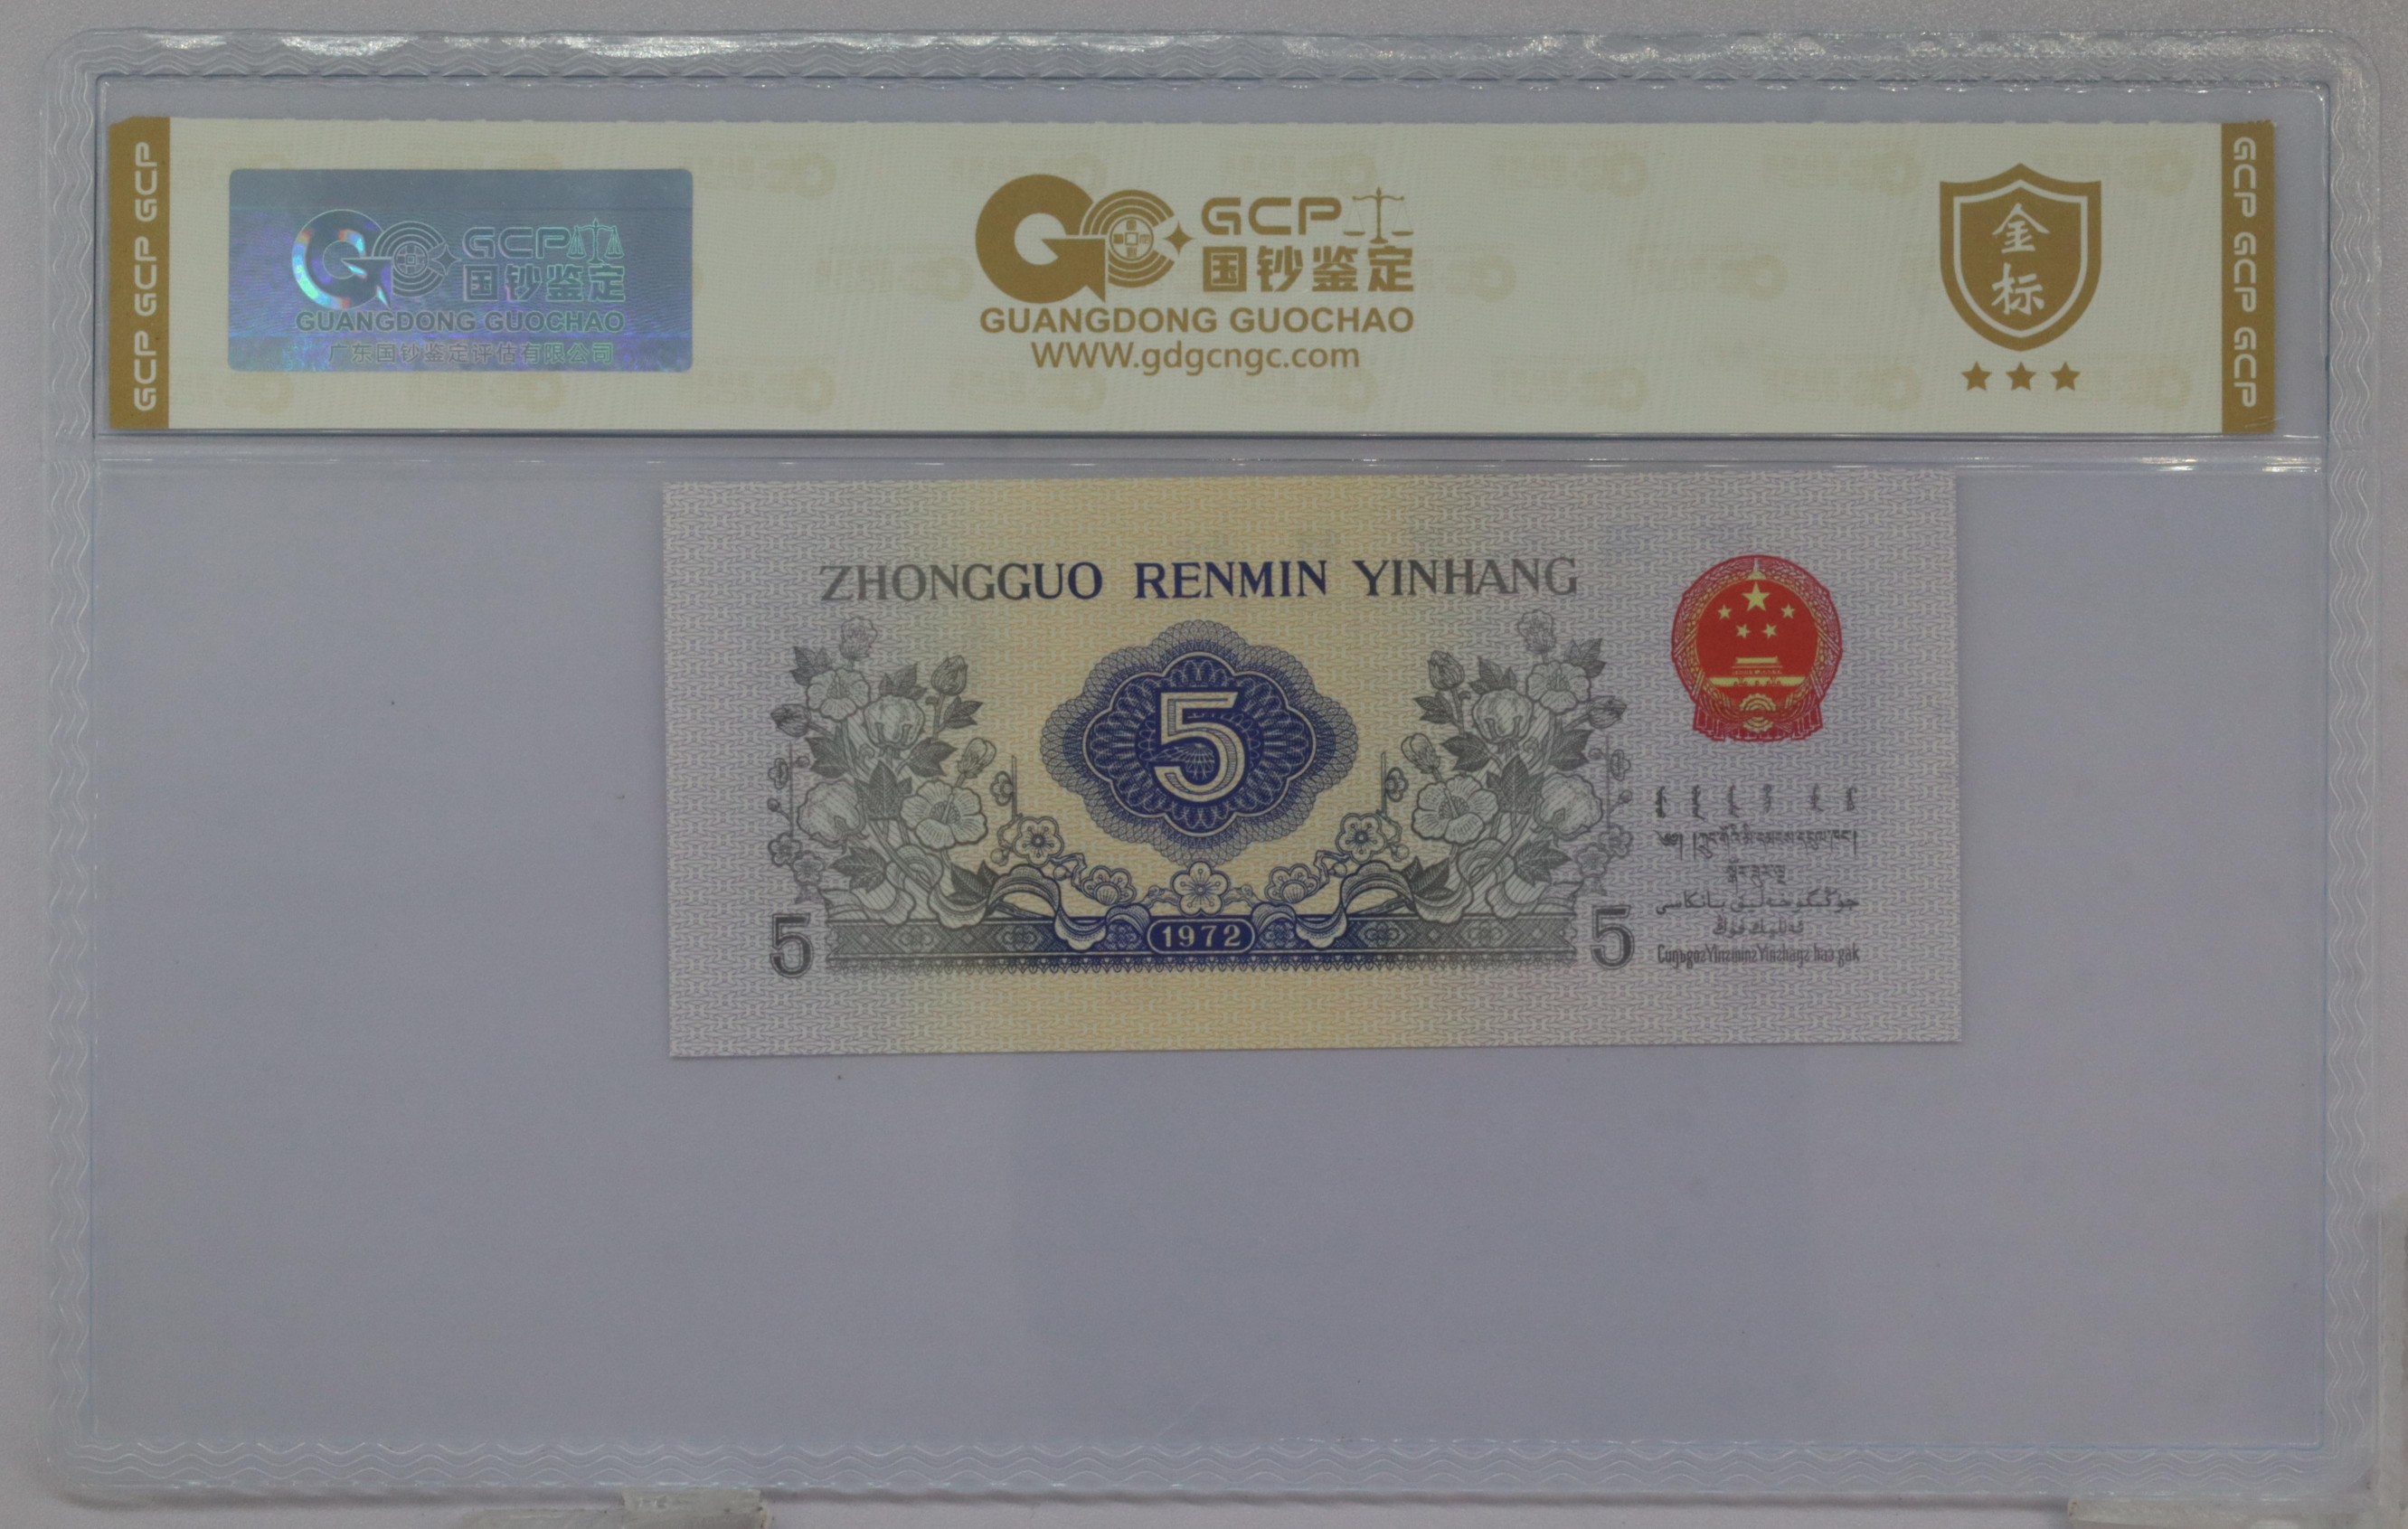 GCP GCP GCP
GCP
国钞鉴定
GUANGDONG GUOCHAO
广东国钞鉴定评估有限公司
GCP
国钞鉴定
GUANGDONG GUOCHAO
WWW.gdgcngc.com
金
标
GCP GCP GCP
ZHONGGUO RENMIN YINHANG
5
1972
5
5